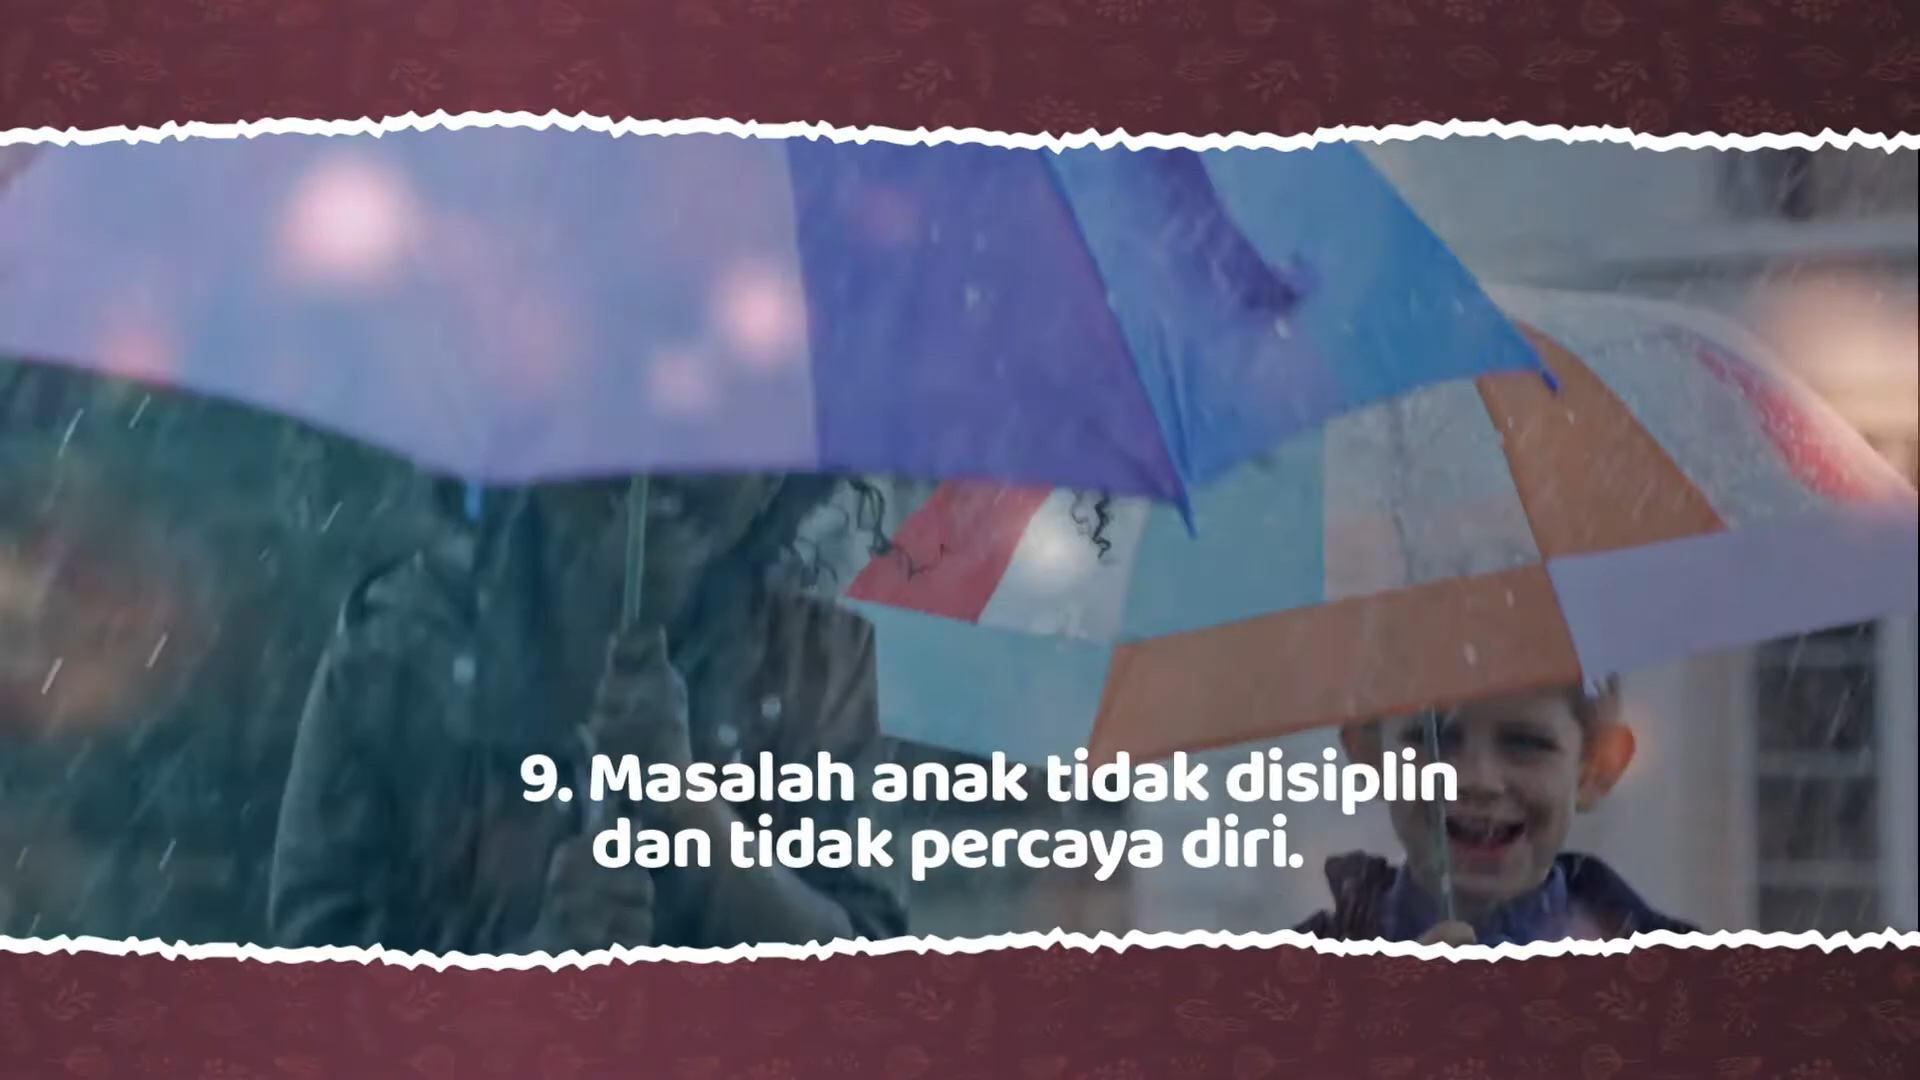 9. Masalah anak tidak disiplin
dan tidak percaya diri.